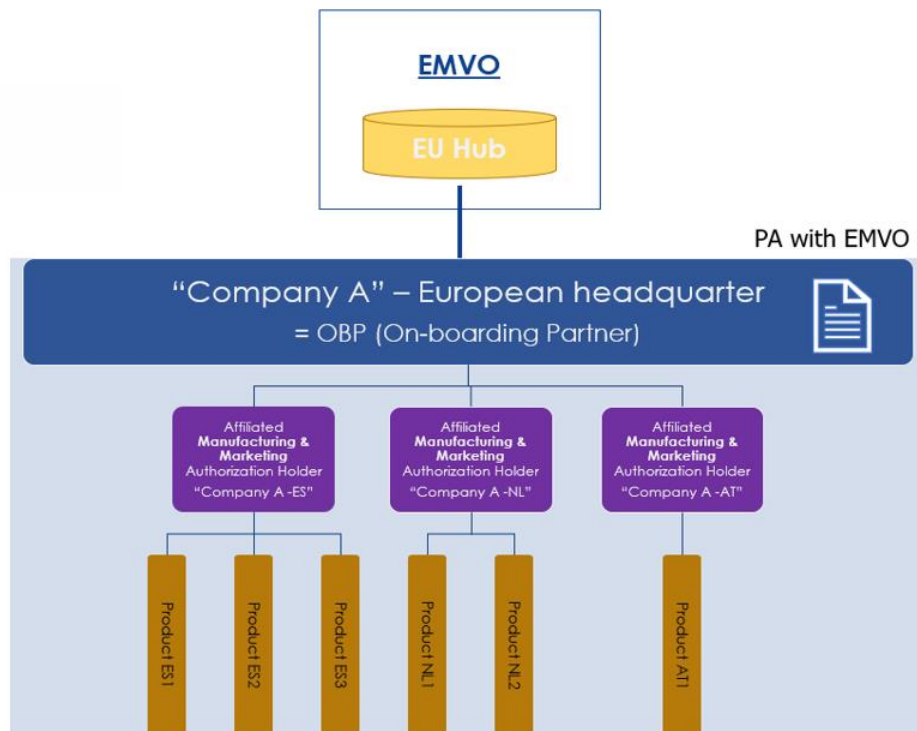 EMVO
EU Hub
PA with EMVO
“Company A” – European headquarter
= OBP (On-boarding Partner)
Affiliated
Manufacturing &
Marketing
Authorization Holder
“Company A -ES”
Affiliated
Manufacturing &
Marketing
Authorization Holder
“Company A -NL”
Affiliated
Manufacturing &
Marketing
Authorization Holder
“Company A -AT”
Product ES1
Product ES2
Product ES3
Product NL1
Product NL2
Product AT1